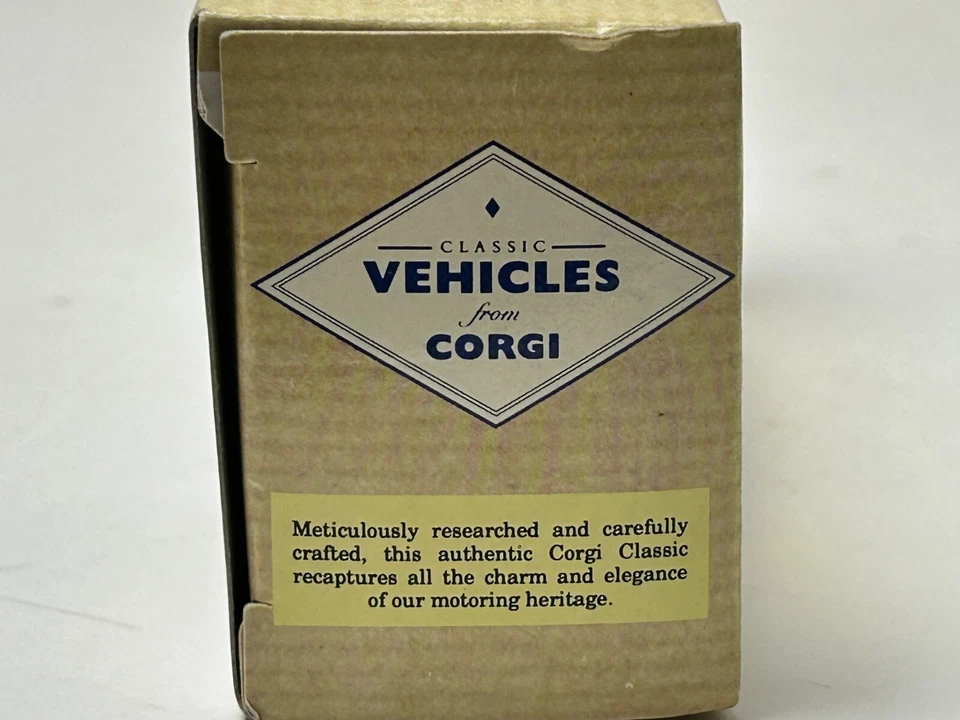 CLASSIC
VEHICLES
from
CORGI
Meticulously researched and carefully
crafted, this authentic Corgi Classic
recaptures all the charm and elegance
of our motoring heritage.